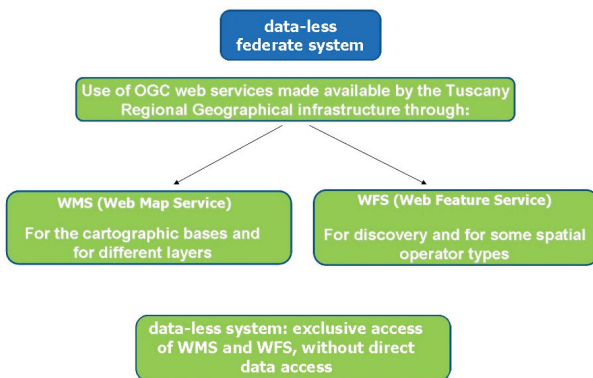 data-less
federate system
Use of OGC web services made available by the Tuscany
Regional Geographical infrastructure through:
WMS (Web Map Service)
For the cartographic bases and
for different layers
WFS (Web Feature Service)
For discovery and for some spatial
operator types
data-less system: exclusive access
of WMS and WFS, without direct
data access